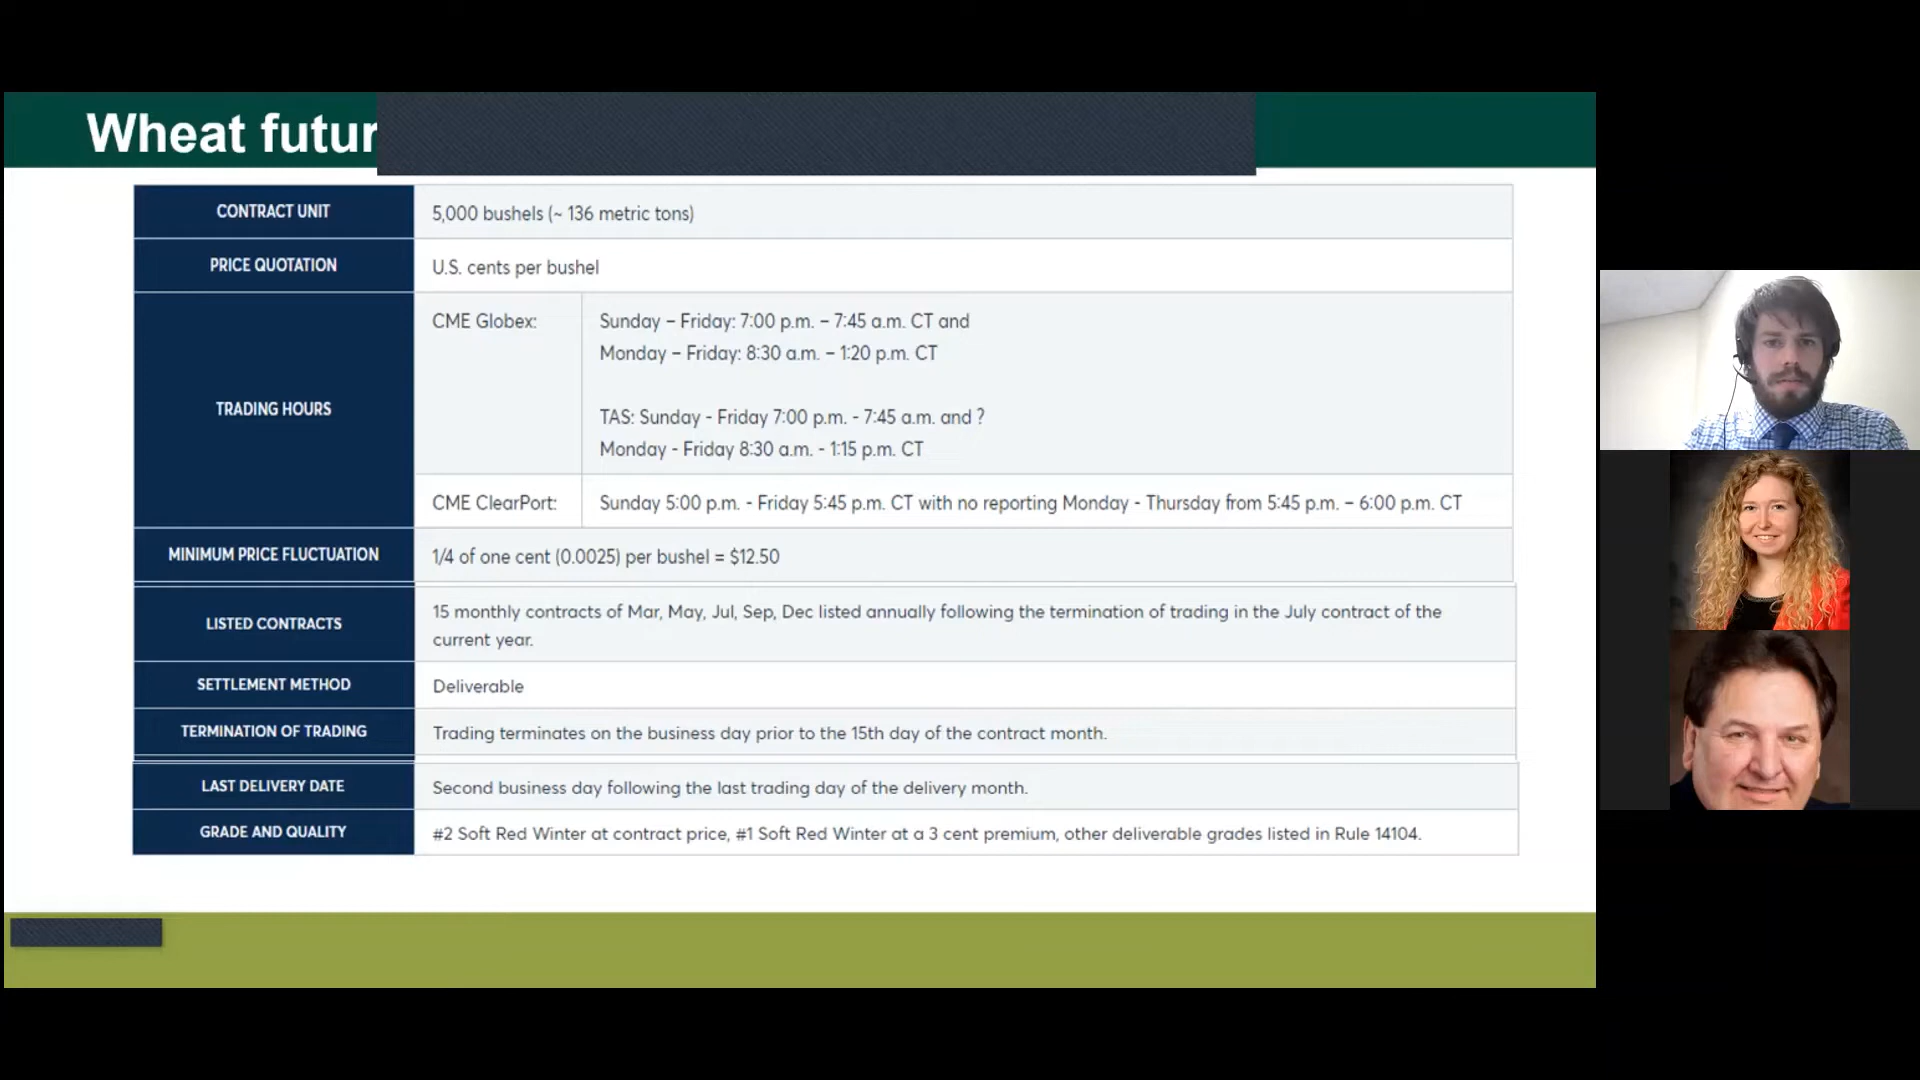 Wheat futur
CONTRACT UNIT
5,000 bushels (~ 136 metric tons)
PRICE QUOTATION
U.S. cents per bushel
TRADING HOURS
CME Globex:
Sunday – Friday: 7:00 p.m. – 7:45 a.m. CT and
Monday – Friday: 8:30 a.m. – 1:20 p.m. CT
TAS: Sunday - Friday 7:00 p.m. - 7:45 a.m. and ?
Monday - Friday 8:30 a.m. - 1:15 p.m. CT
CME ClearPort:
Sunday 5:00 p.m. - Friday 5:45 p.m. CT with no reporting Monday - Thursday from 5:45 p.m. – 6:00 p.m. CT
MINIMUM PRICE FLUCTUATION
1/4 of one cent (0.0025) per bushel = $12.50
LISTED CONTRACTS
15 monthly contracts of Mar, May, Jul, Sep, Dec listed annually following the termination of trading in the July contract of the
current year.
SETTLEMENT METHOD
Deliverable
TERMINATION OF TRADING
Trading terminates on the business day prior to the 15th day of the contract month.
LAST DELIVERY DATE
Second business day following the last trading day of the delivery month.
GRADE AND QUALITY
#2 Soft Red Winter at contract price, #1 Soft Red Winter at a 3 cent premium, other deliverable grades listed in Rule 14104.